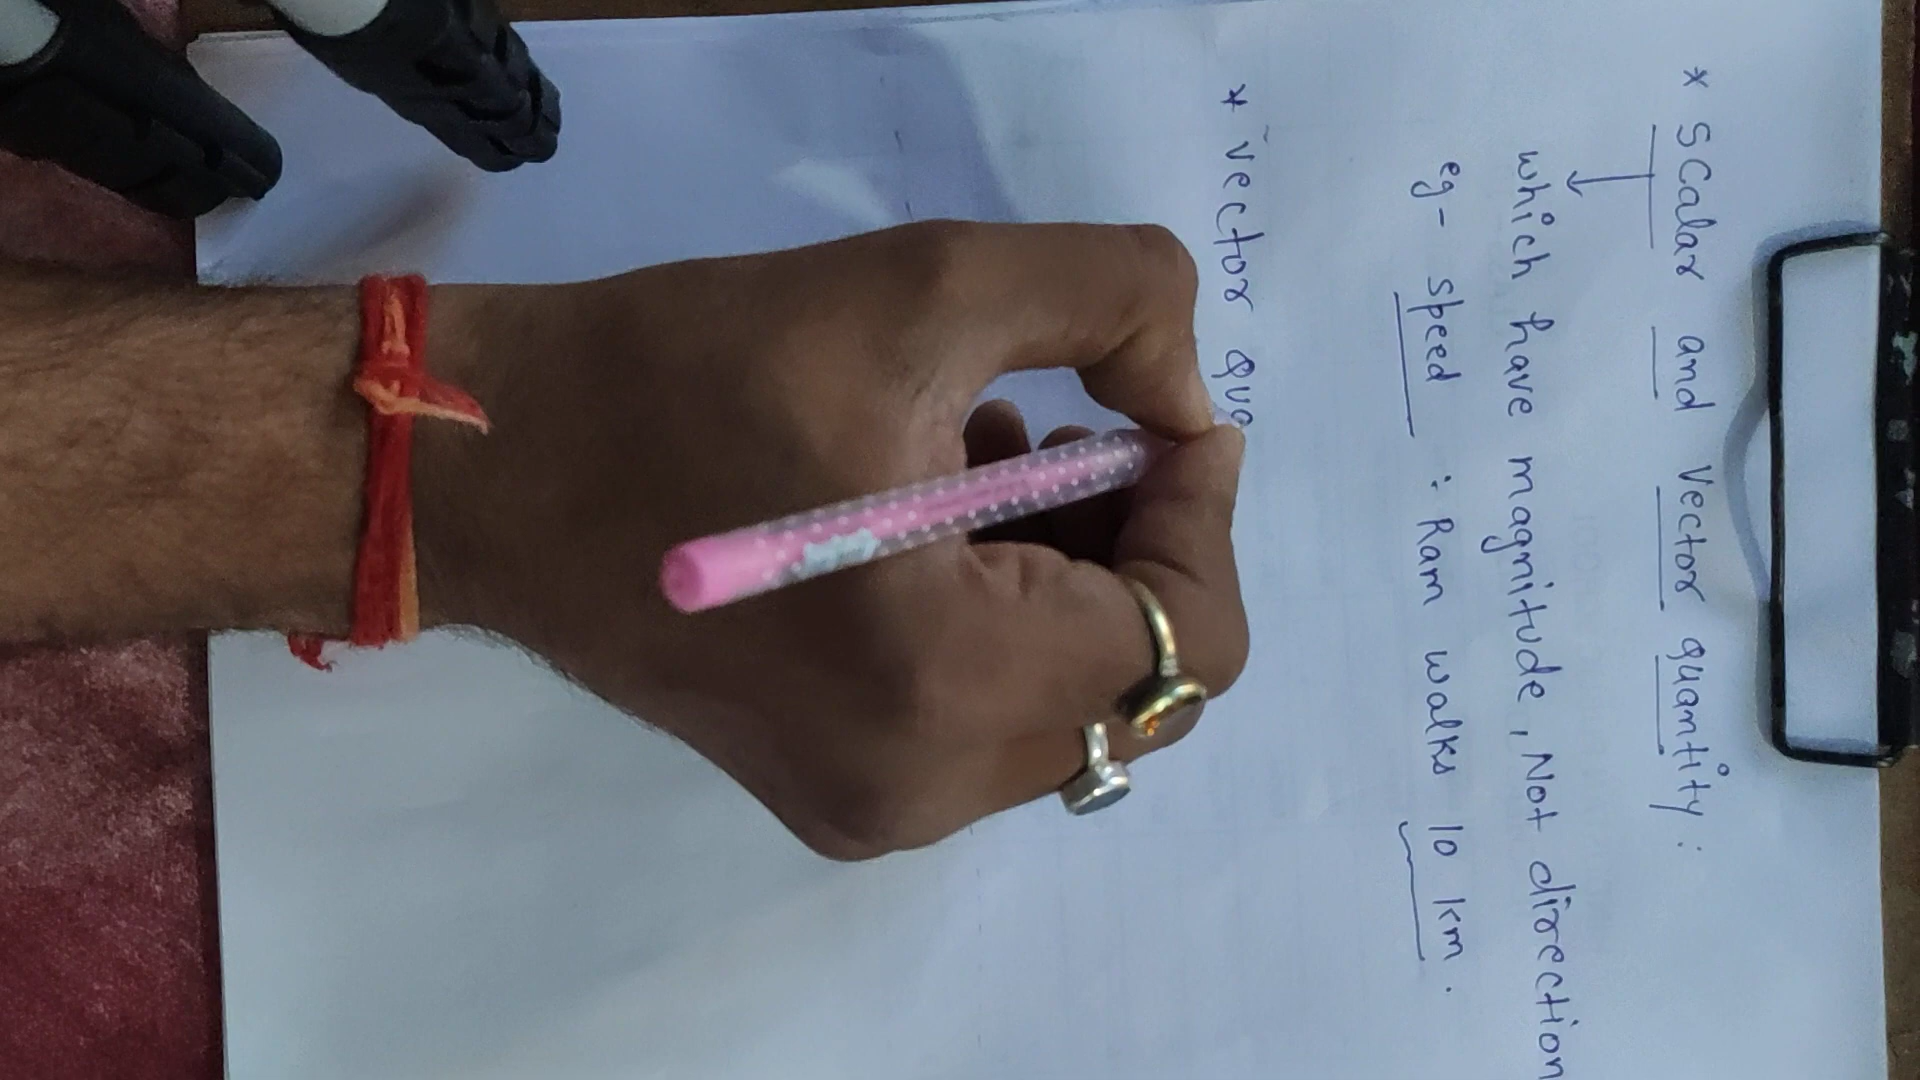 * Scalar and Vector quantity :
which have magnitude, Not direction
eg - speed : Ram walks 10 km.
* Vector qua